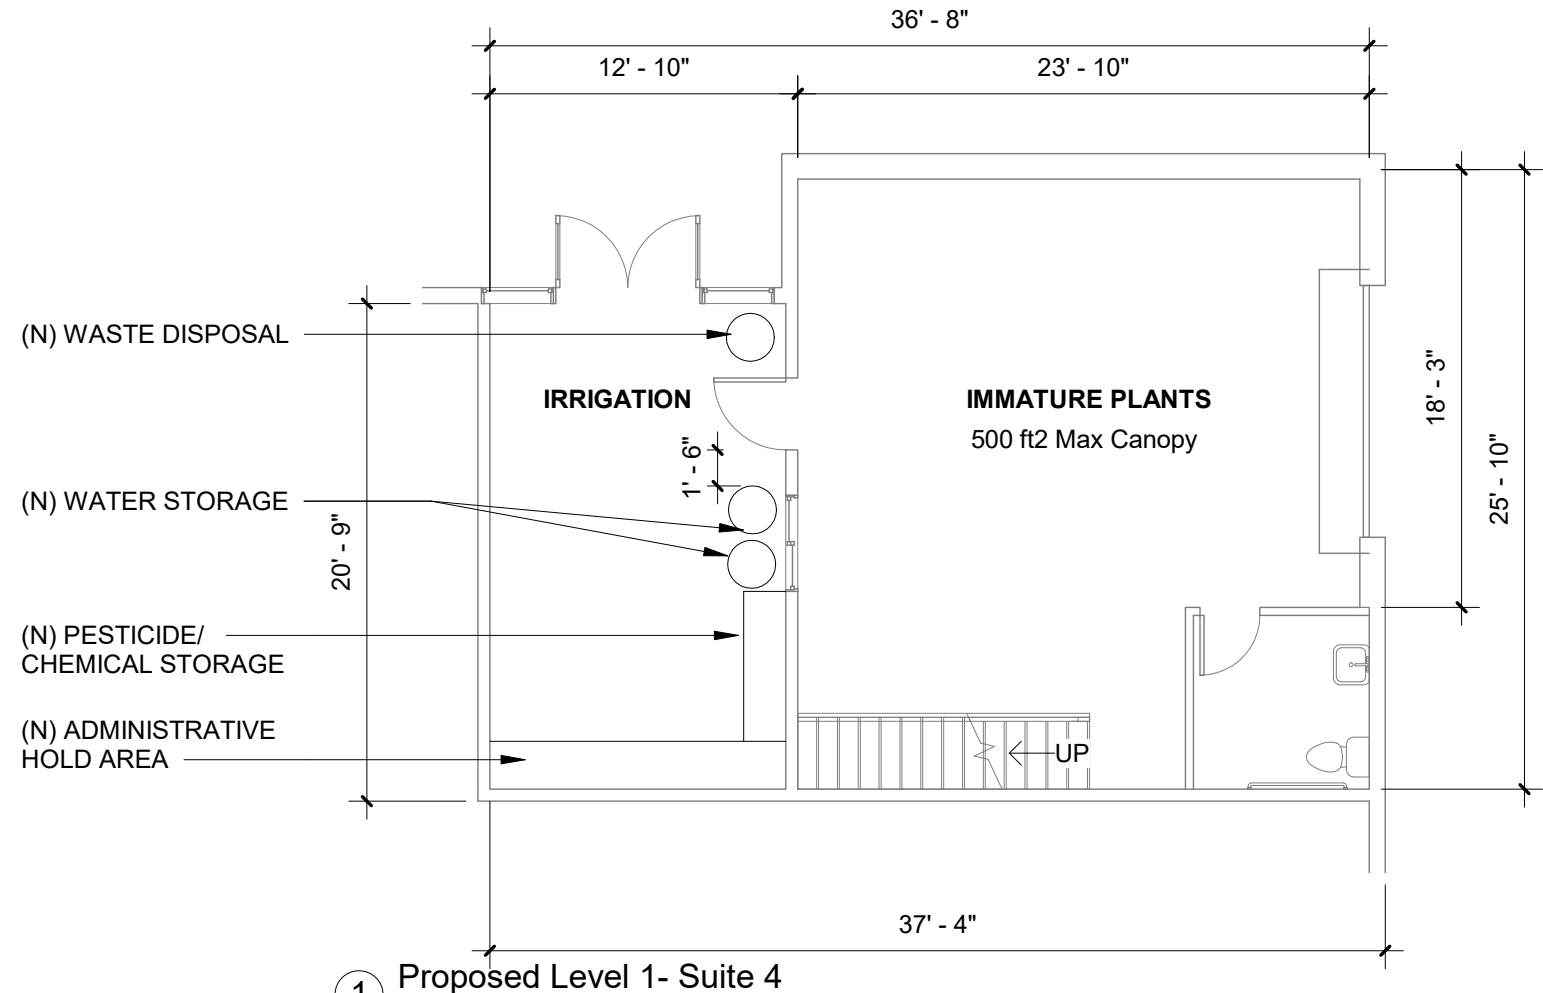 36' - 8"
12' - 10"
23' - 10"
(N) WASTE DISPOSAL
IRRIGATION
IMMATURE PLANTS
500 ft2 Max Canopy
18' - 3"
25' - 10"
1' - 6"
(N) WATER STORAGE
20' - 9"
(N) PESTICIDE/
CHEMICAL STORAGE
(N) ADMINISTRATIVE
HOLD AREA
UP
37' - 4"
1
Proposed Level 1- Suite 4